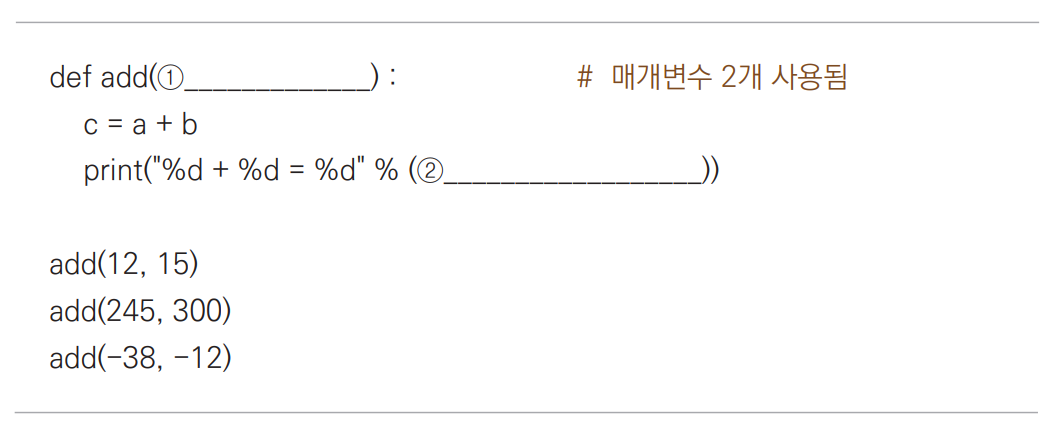 def add(①_____________) : # 매개변수 2개 사용됨
c = a + b
print("%d + %d = %d" % (②__________________))
add(12, 15)
add(245, 300)
add(-38, -12)